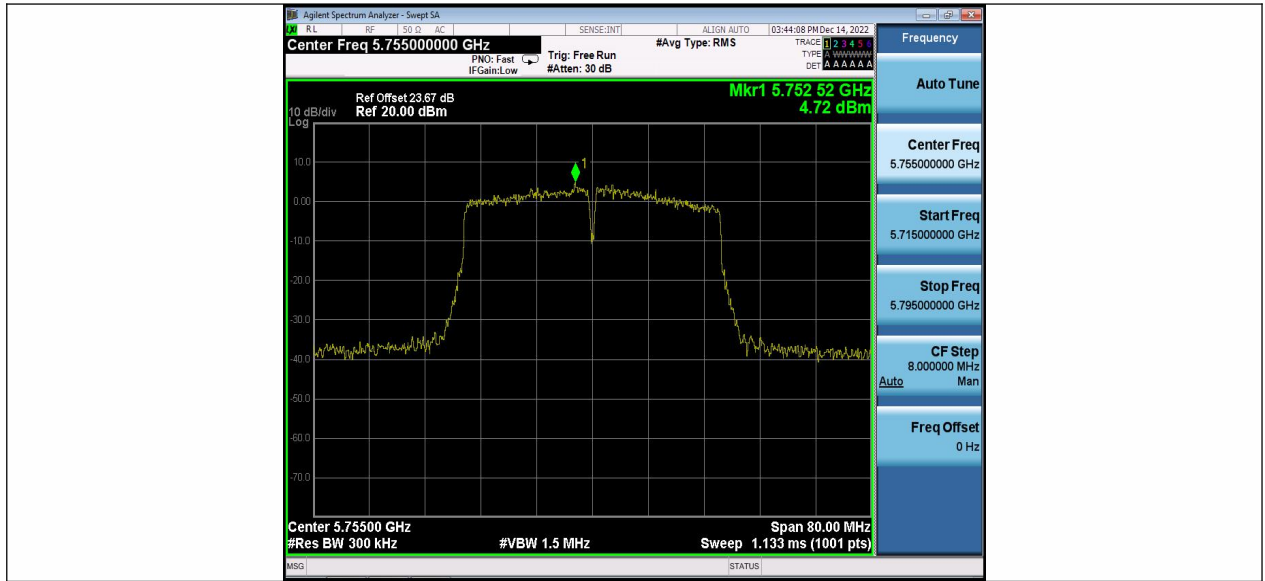 Agilent Spectrum Analyzer - Swept SA
RL RF 50 Ω AC SENSE:INT ALIGN AUTO 03:44:08 PM Dec 14, 2022
Center Freq 5.755000000 GHz #Avg Type: RMS TRACE 1 2 3 4 5 6
PNO: Fast Trig: Free Run TYPE A WWWWW
IFGain:Low #Atten: 30 dB DET A A A A A A
Frequency
Mkr1 5.752 52 GHz
Ref Offset 23.67 dB
10 dB/div Ref 20.00 dBm 4.72 dBm
Log
1
10.0
0.00
-10.0
-20.0
-30.0
-40.0
-50.0
-60.0
-70.0
Center 5.75500 GHz Span 80.00 MHz
#Res BW 300 kHz #VBW 1.5 MHz Sweep 1.133 ms (1001 pts)
MSG STATUS
Auto Tune
Center Freq
5.755000000 GHz
Start Freq
5.715000000 GHz
Stop Freq
5.795000000 GHz
CF Step
8.000000 MHz
Auto Man
Freq Offset
0 Hz